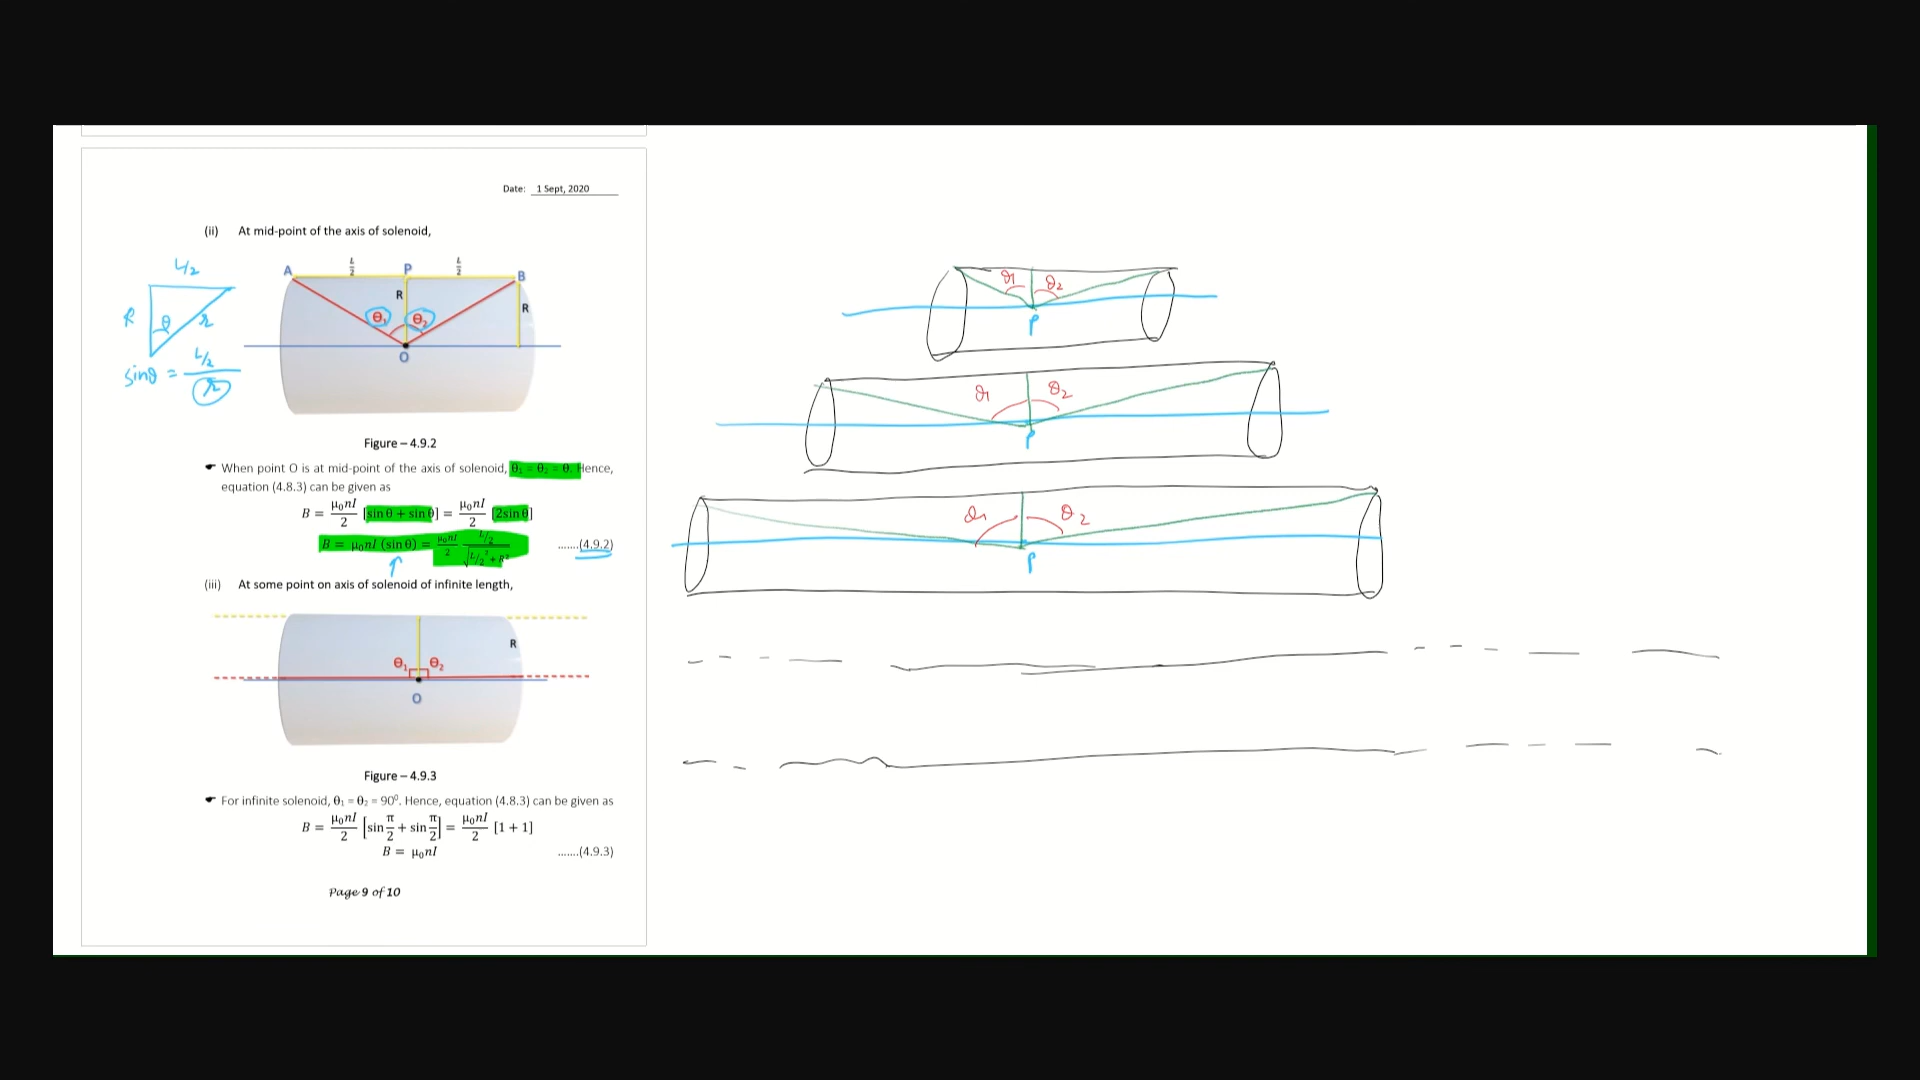 Date: 1 Sept, 2020
(ii) At mid-point of the axis of solenoid,
L/2
R
θ
r
sinθ = L/2 / r
A
L/2
P
L/2
B
R
R
θ₁ θ₂
O
Figure – 4.9.2
☛ When point O is at mid-point of the axis of solenoid, θ₁ = θ₂ = θ. Hence,
equation (4.8.3) can be given as
B = μ₀nI/2 [sin θ + sin θ] = μ₀nI/2 [2sin θ]
B = μ₀nI (sin θ) = μ₀nI/2 L/2 / √(L/2² + R²) .......(4.9.2)
(iii) At some point on axis of solenoid of infinite length,
R
θ₁ θ₂
O
Figure – 4.9.3
☛ For infinite solenoid, θ₁ = θ₂ = 90⁰. Hence, equation (4.8.3) can be given as
B = μ₀nI/2 [sin π/2 + sin π/2] = μ₀nI/2 [1 + 1]
B = μ₀nI .......(4.9.3)
Page 9 of 10
θ1 θ2
P
θ1 θ2
P
θ1 θ2
P